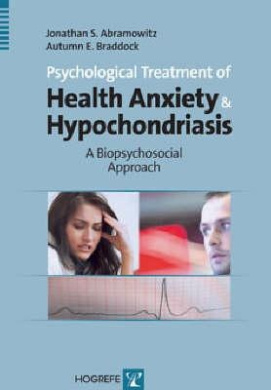 Jonathan S. Abramowitz
Autumn E. Braddock
Psychological Treatment of
Health Anxiety &
Hypochondriasis
A Biopsychosocial
Approach
HOGREFE